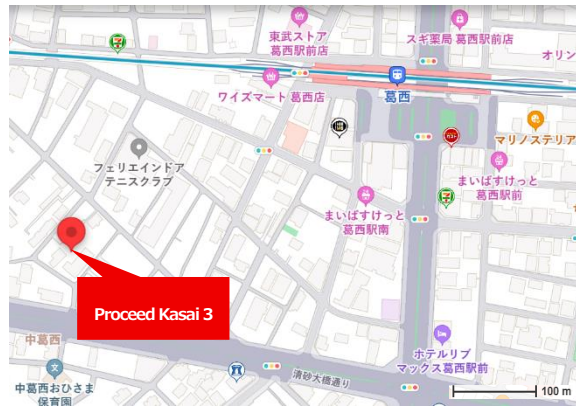 東武ストア
葛西駅前店
スギ薬局 葛西駅前店
オリン
ワイズマート 葛西店
葛西
マリノステリア
フェリエインドア
テニスクラブ
まいばすけっと
葛西駅前
まいばすけっと
葛西駅南
Proceed Kasai 3
中葛西
ホテルリブ
マックス葛西駅前
清砂大橋通り
中葛西おひさま
保育園
100 m